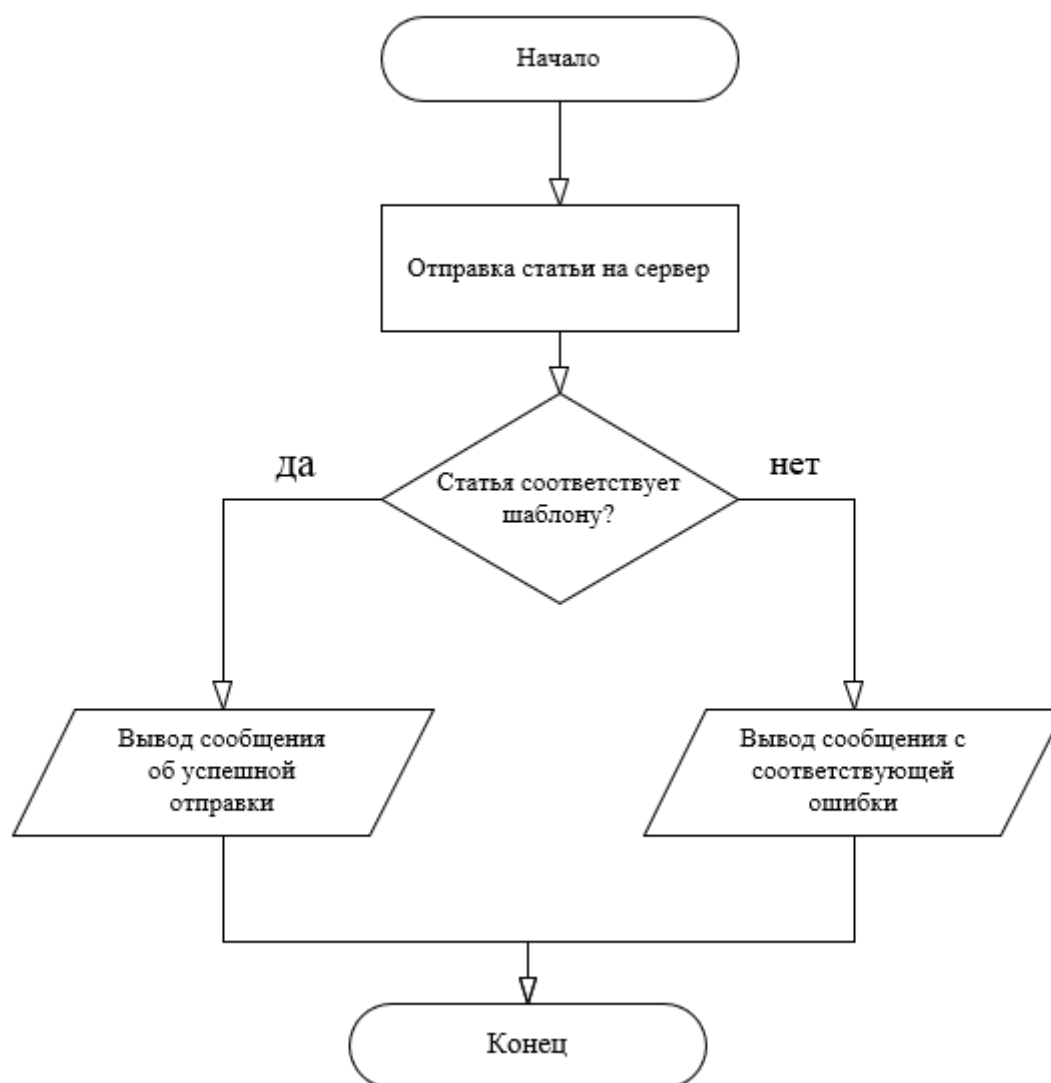 Начало
Отправка статьи на сервер
да
нет
Статья соответствует
шаблону?
Вывод сообщения
об успешной
отправки
Вывод сообщения с
соответствующей
ошибки
Конец